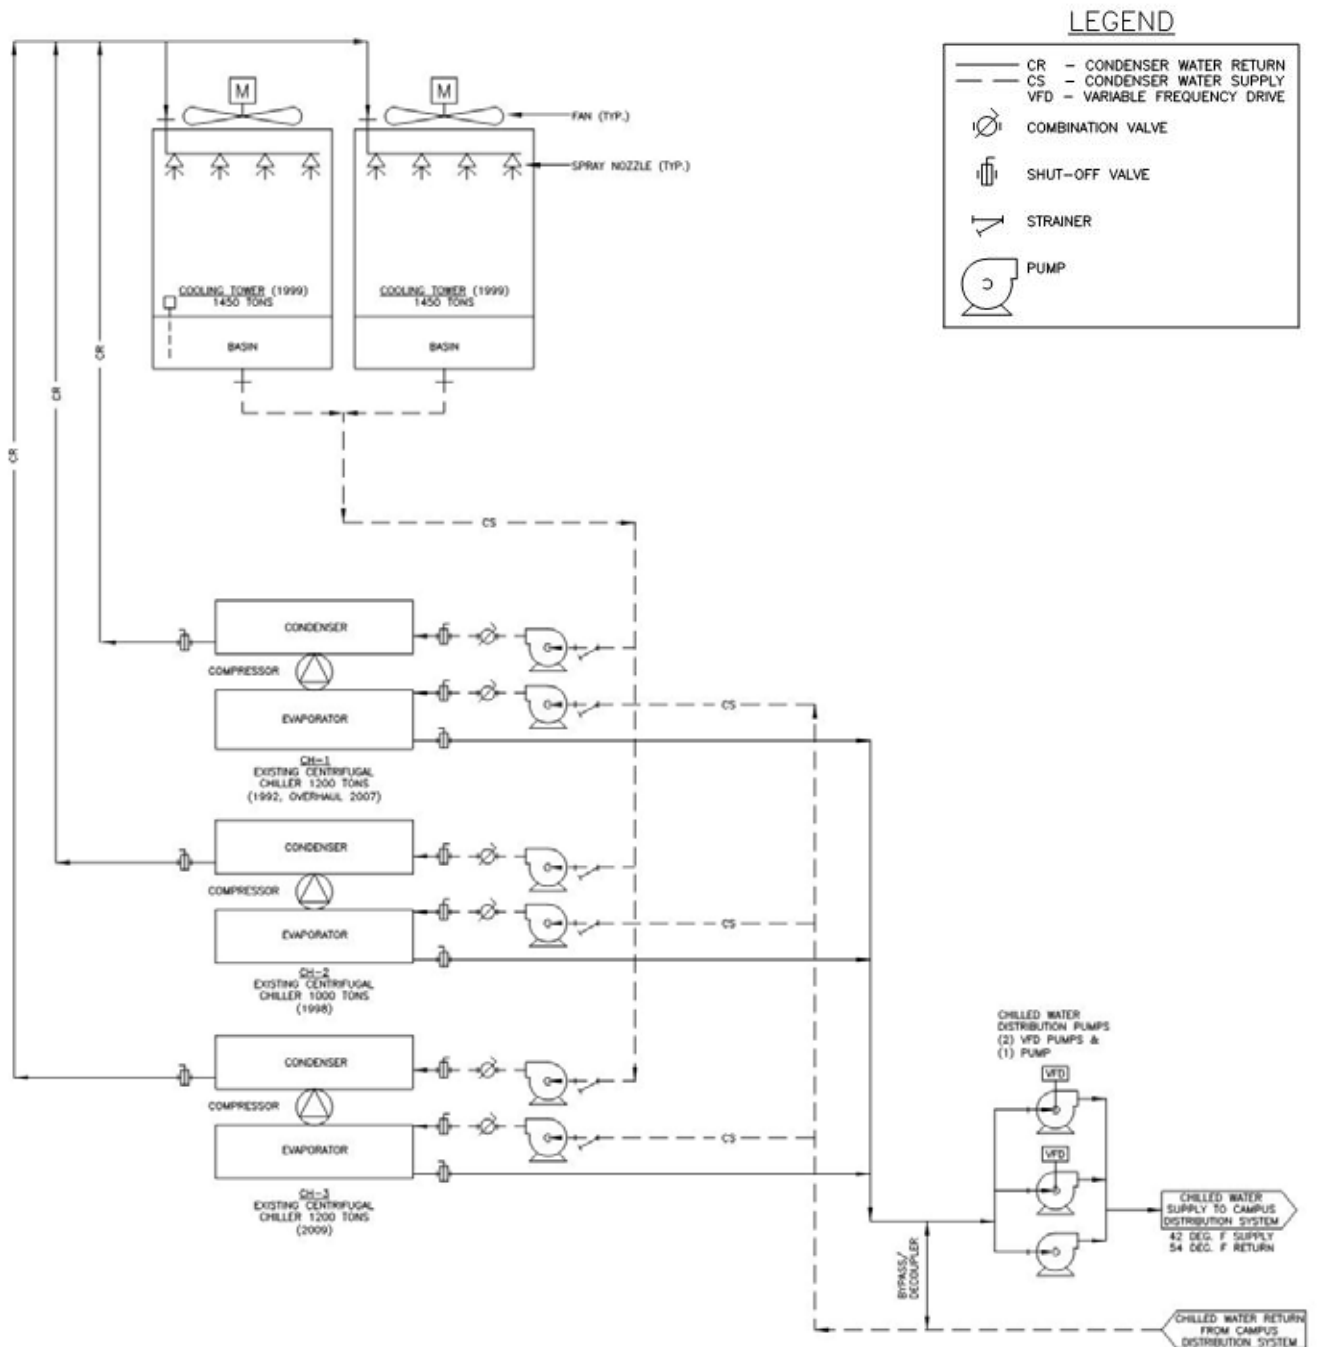 LEGEND
CR - CONDENSER WATER RETURN
CS - CONDENSER WATER SUPPLY
VFD - VARIABLE FREQUENCY DRIVE
COMBINATION VALVE
SHUT-OFF VALVE
STRAINER
PUMP
M
M
FAN (TYP.)
SPRAY NOZZLE (TYP.)
COOLING TOWER (1999)
1450 TONS
BASIN
COOLING TOWER (1999)
1450 TONS
BASIN
CR
CR
CR
CS
CONDENSER
COMPRESSOR
EVAPORATOR
CS
CH-1
EXISTING CENTRIFUGAL
CHILLER 1200 TONS
(1992, OVERHAUL 2007)
CONDENSER
COMPRESSOR
EVAPORATOR
CS
CH-2
EXISTING CENTRIFUGAL
CHILLER 1000 TONS
(1998)
CONDENSER
COMPRESSOR
EVAPORATOR
CS
CH-3
EXISTING CENTRIFUGAL
CHILLER 1200 TONS
(2009)
CHILLED WATER
DISTRIBUTION PUMPS
(2) VFD PUMPS &
(1) PUMP
VFD
VFD
CHILLED WATER
SUPPLY TO CAMPUS
DISTRIBUTION SYSTEM
42 DEG. F SUPPLY
54 DEG. F RETURN
BYPASS/
DECOUPLER
CHILLED WATER RETURN
FROM CAMPUS
DISTRIBUTION SYSTEM